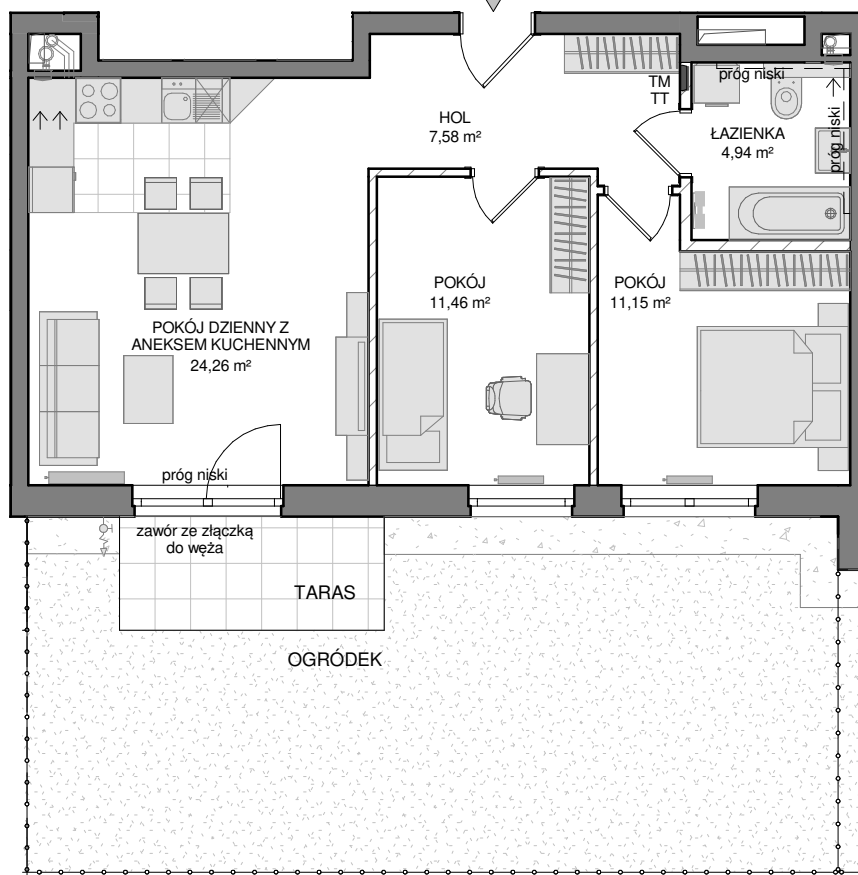 próg niski
TM
TT
HOL
7,58 m²
ŁAZIENKA
4,94 m²
próg niski
POKÓJ
11,46 m²
POKÓJ
11,15 m²
POKÓJ DZIENNY Z
ANEKSEM KUCHENNYM
24,26 m²
próg niski
zawór ze złączką
do węża
TARAS
OGRÓDEK